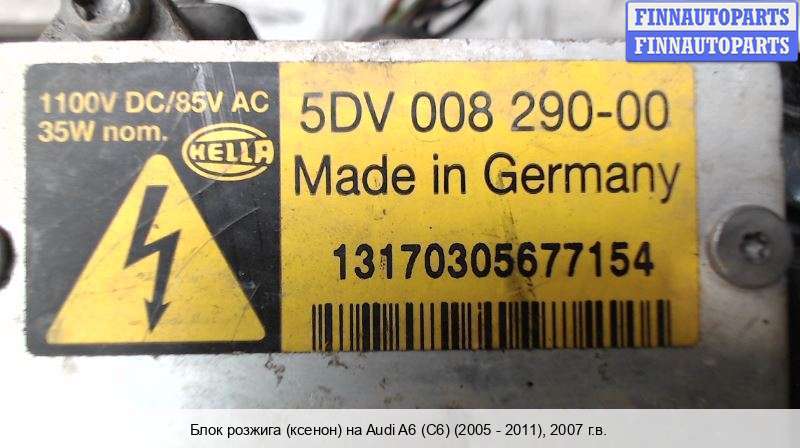 FINNAUTOPARTS
FINNAUTOPARTS
1100V DC/85V AC
35W nom.
HELLA
5DV 008 290-00
Made in Germany
13170305677154
Блок розжига (ксенон) на Audi A6 (C6) (2005 - 2011), 2007 г.в.